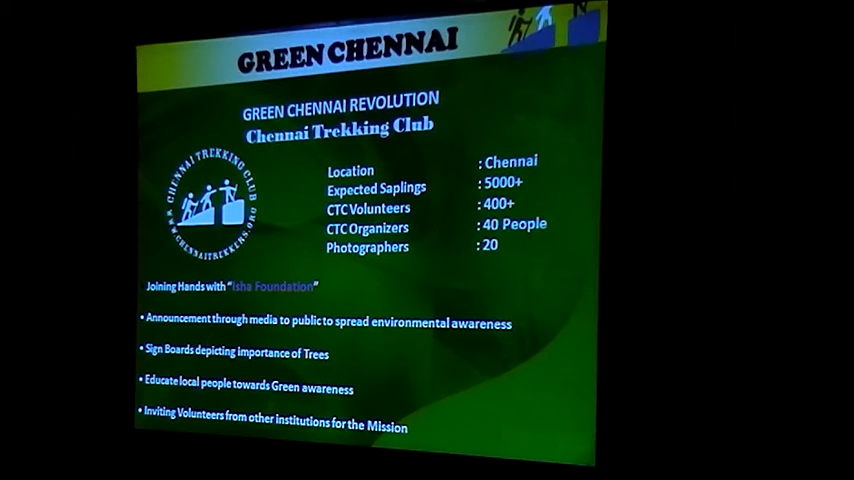 GREEN CHENNAI
GREEN CHENNAI REVOLUTION
Chennai Trekking Club
CHENNAI TREKKING CLUB
WWW.CHENNAITREKKERS.ORG
Location : Chennai
Expected Saplings : 5000+
CTC Volunteers : 400+
CTC Organizers : 40 People
Photographers : 20
Joining Hands with “Isha Foundation”
• Announcement through media to public to spread environmental awareness
• Sign Boards depicting importance of Trees
• Educate local people towards Green awareness
• Inviting Volunteers from other institutions for the Mission